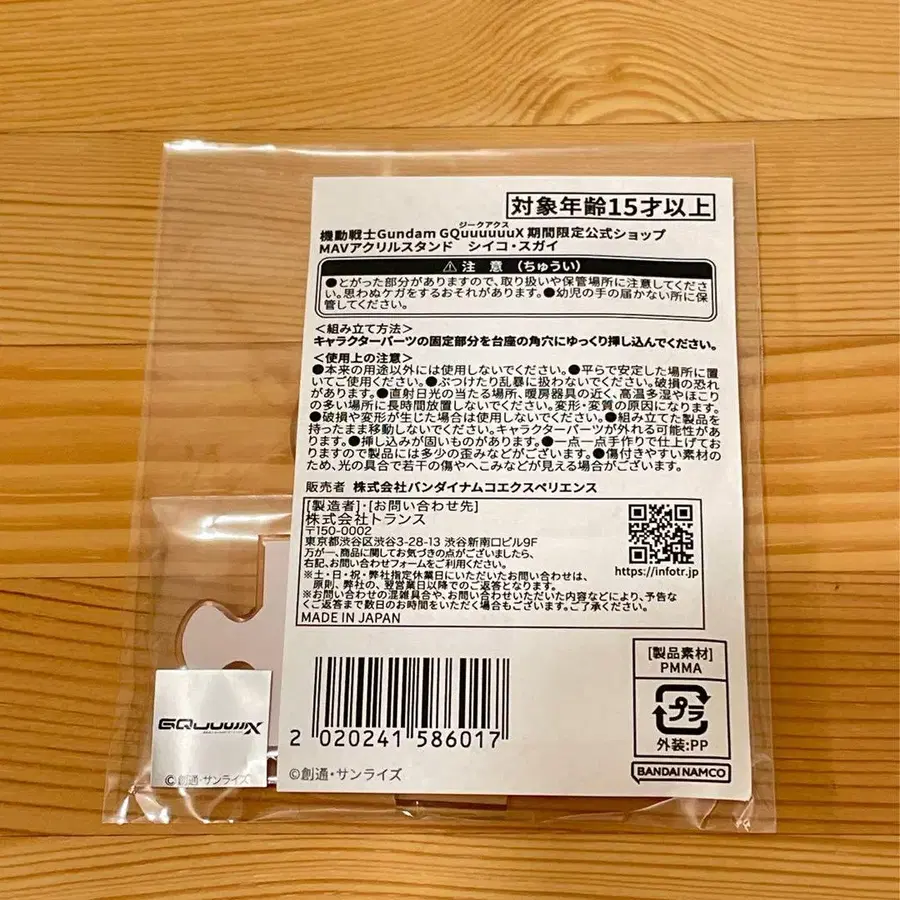 対象年齢15才以上
ジークアクス
機動戦士Gundam GQuuuuuuX 期間限定公式ショップ
MAVアクリルスタンド シイコ・スガイ
⚠注 意 (ちゅうい)
●とがった部分がありますので、取り扱いや保管場所に注意してくださ
い。思わぬケガをするおそれがあります。●幼児の手の届かない所に保
管してください。
＜組み立て方法＞
キャラクターパーツの固定部分を台座の角穴にゆっくり挿し込んでください。
＜使用上の注意＞
●本来の用途以外には使用しないでください。●平らで安定した場所に置
いてご使用ください。●ぶつけたり乱暴に扱わないでください。破損の恐れ
があります。●直射日光の当たる場所、暖房器具の近く、高温多湿やほこり
の多い場所に長時間放置しないでください。変形・変質の原因になります。
●破損や変形が生じた場合は使用しないでください。●組み立てた製品を
持ったまま移動しないでください。キャラクターパーツが外れる可能性があ
ります。●挿し込みが固いものがあります。●一点一点手作りで仕上げてお
りますので製品には多少の歪みなどがございます。●傷付きやすい素材の
ため、光の具合で若干の傷やへこみなどが見える場合がございます。
販売者 株式会社バンダイナムコエクスペリエンス
[製造者]・[お問い合わせ先]
株式会社トランス
〒150-0002
東京都渋谷区渋谷3-28-13 渋谷新南口ビル9F
万が一、商品に関してお気づきの点がございましたら、
右記、お問い合わせフォームをご利用ください。
※土・日・祝・弊社指定休業日にいただいたお問い合わせは、
原則、弊社の、翌営業日以降でのご返答となります。
※お問い合わせの混雑具合や、お問い合わせいただいた内容などにより、予告な
くご返答まで数日のお時間をいただく場合もございます。ご了承ください。
MADE IN JAPAN
https://infotr.jp
[製品素材]
PMMA
プラ
外装:PP
BANDAI NAMCO
2 020241 586017
©創通・サンライズ
GQuuuuuuX
©創通・サンライズ